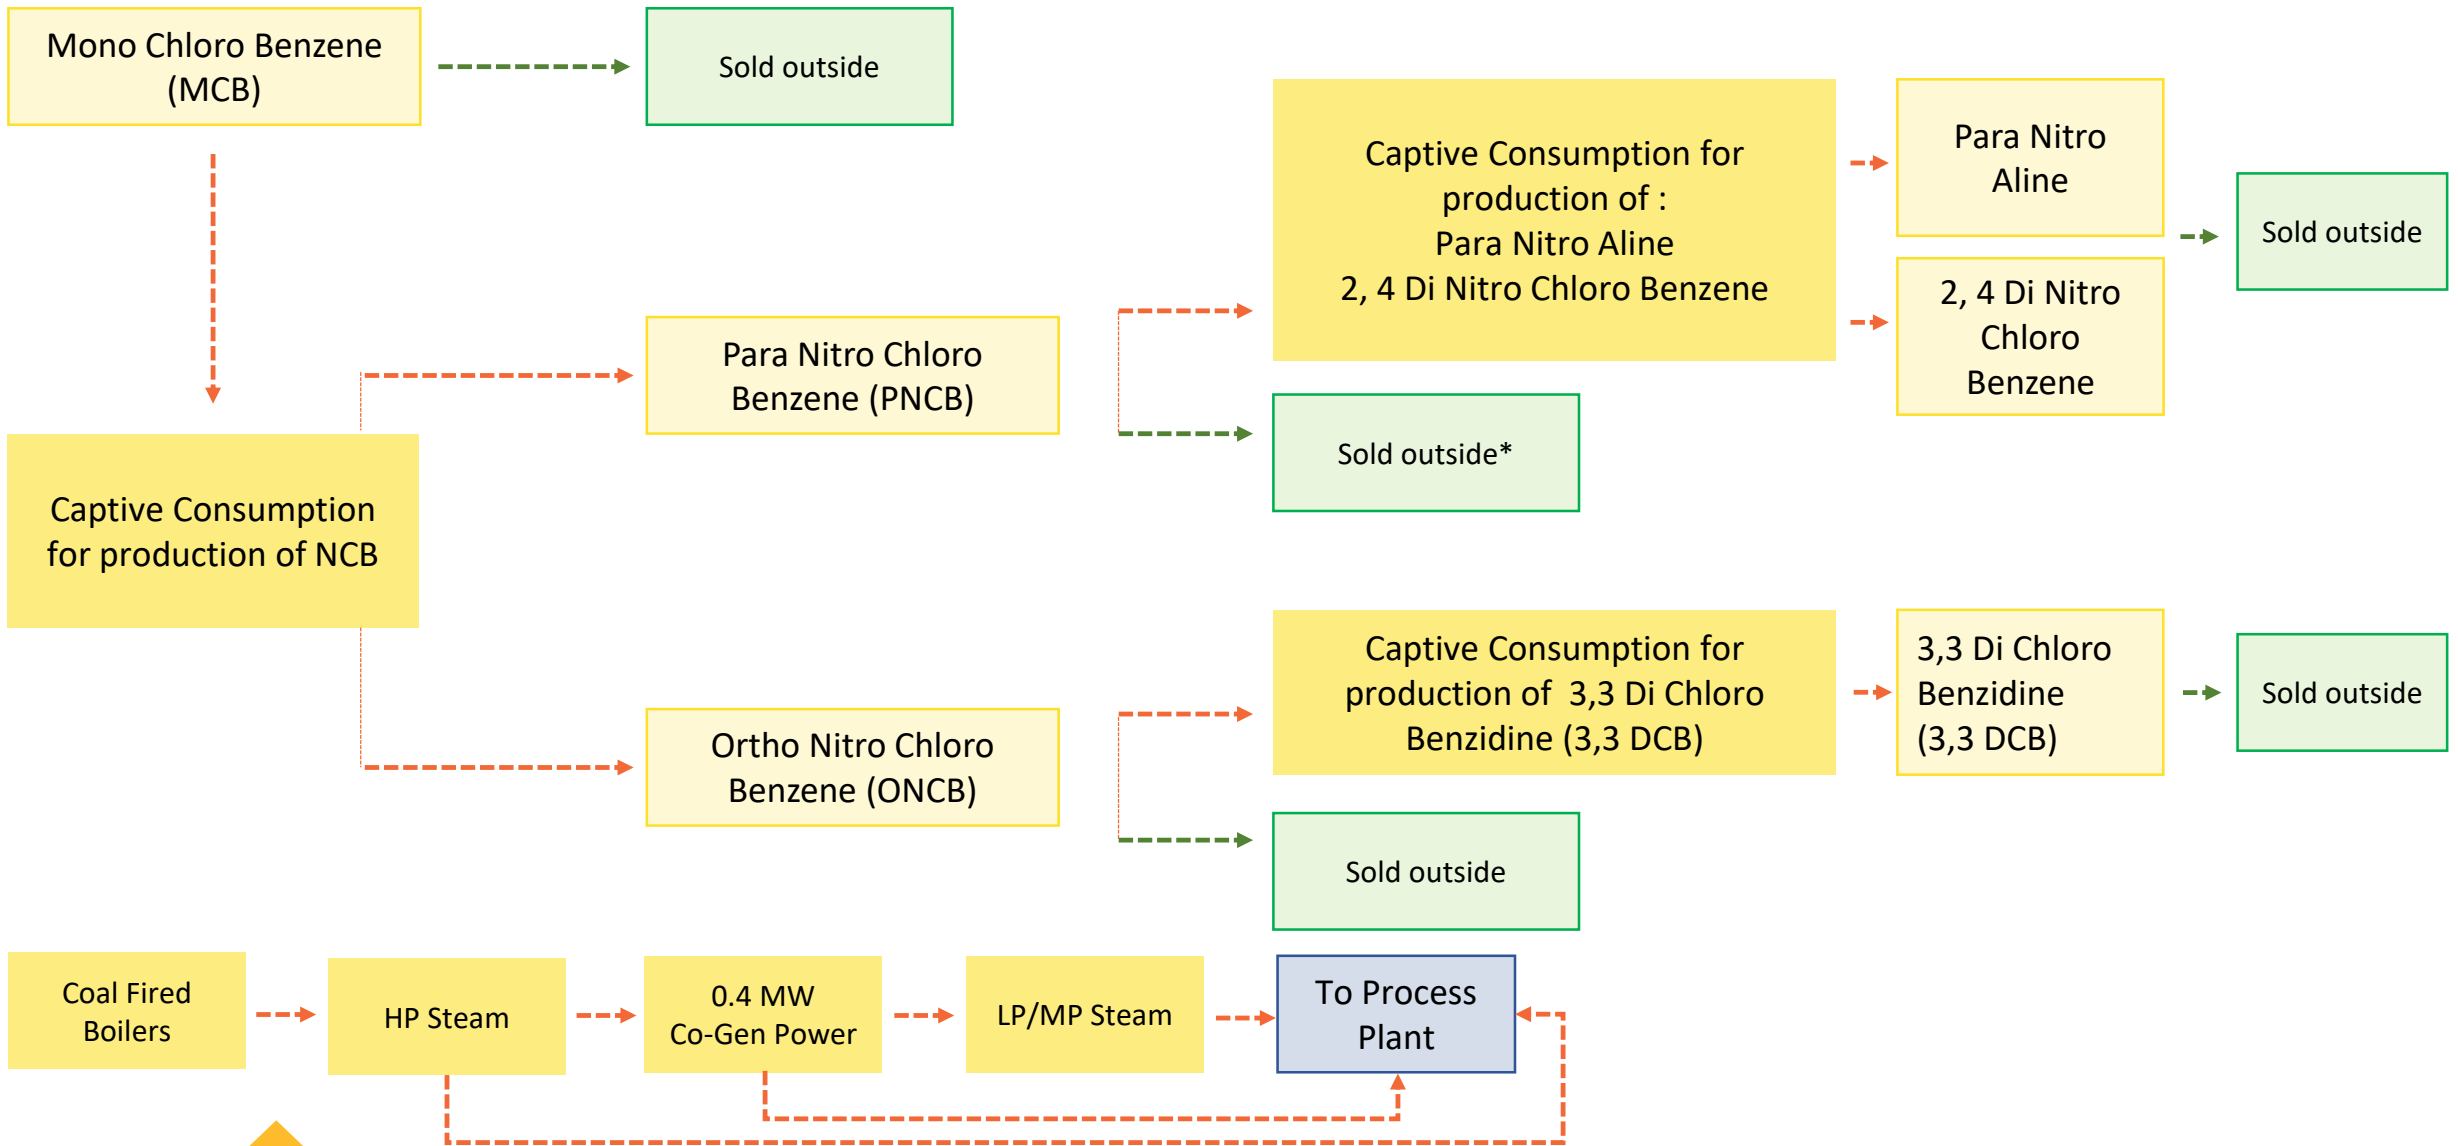 Mono Chloro Benzene
(MCB)
Sold outside
Captive Consumption for
production of :
Para Nitro Aline
2, 4 Di Nitro Chloro Benzene
Para Nitro
Aline
Sold outside
2, 4 Di Nitro
Chloro
Benzene
Para Nitro Chloro
Benzene (PNCB)
Sold outside*
Captive Consumption
for production of NCB
Captive Consumption for
production of  3,3 Di Chloro
Benzidine (3,3 DCB)
3,3 Di Chloro
Benzidine
(3,3 DCB)
Sold outside
Ortho Nitro Chloro
Benzene (ONCB)
Sold outside
Coal Fired
Boilers
HP Steam
0.4 MW
Co-Gen Power
LP/MP Steam
To Process
Plant